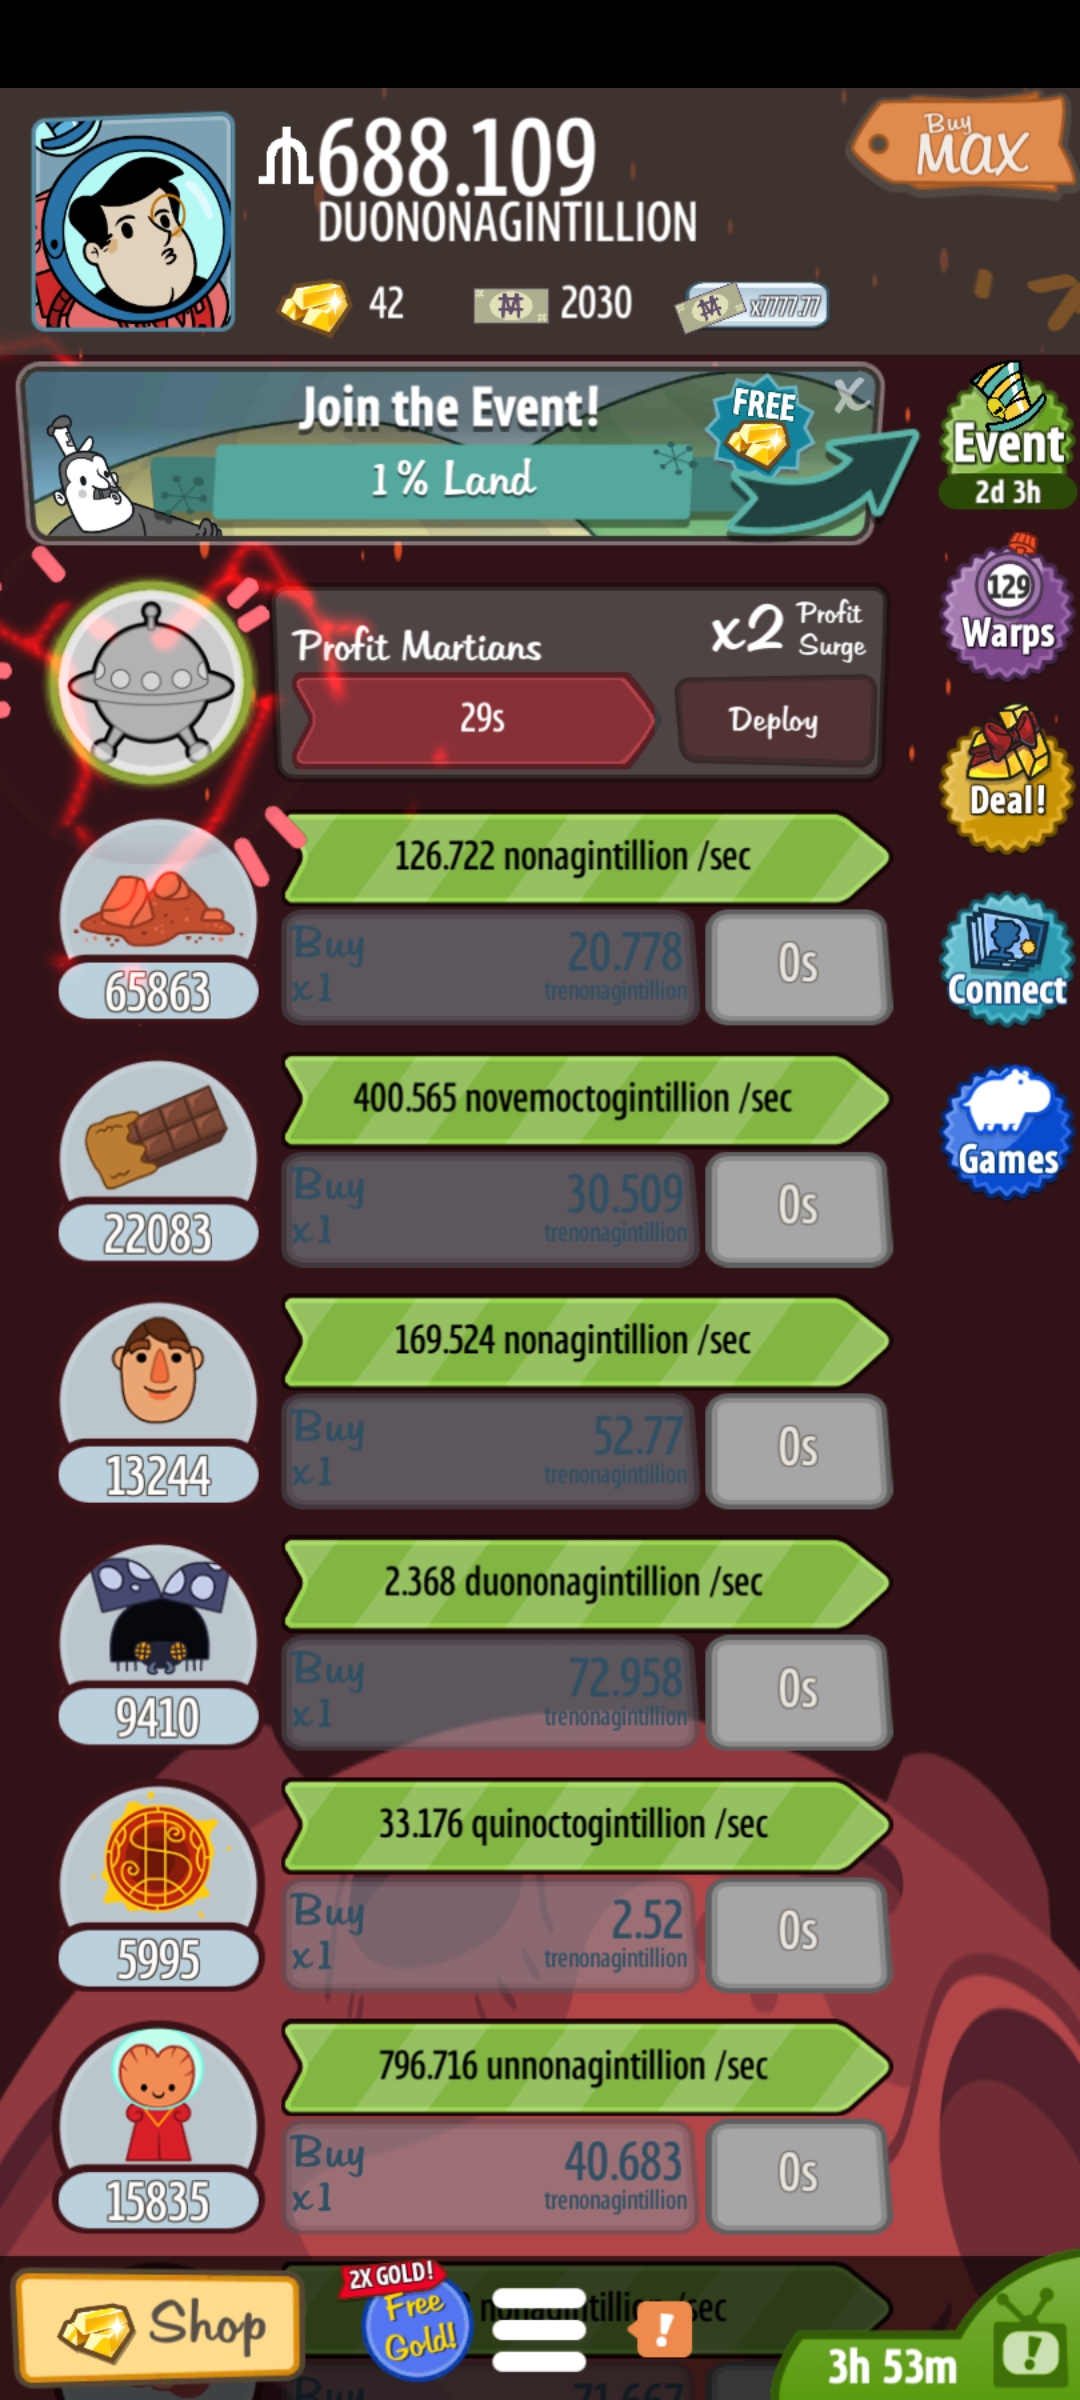 688.109
DUONONAGINTILLION
Buy
MAX
42
2030
x7777.77
Join the Event!
1% Land
FREE
X
Event
2d 3h
129
Warps
Profit Martians
x2 Profit Surge
29s
Deploy
Deal!
126.722 nonagintillion /sec
65863
Buy x1
20.778
trenonagintillion
0s
Connect
400.565 novemoctogintillion /sec
22083
Buy x1
30.509
trenonagintillion
0s
Games
169.524 nonagintillion /sec
13244
Buy x1
52.77
trenonagintillion
0s
2.368 duononagintillion /sec
9410
Buy x1
72.958
trenonagintillion
0s
33.176 quinoctogintillion /sec
5995
Buy x1
2.52
trenonagintillion
0s
796.716 unnonagintillion /sec
15835
Buy x1
40.683
trenonagintillion
0s
Shop
2X GOLD!
Free
Gold!
nonagintillion /sec
!
3h 53m
!
Buy
71.667